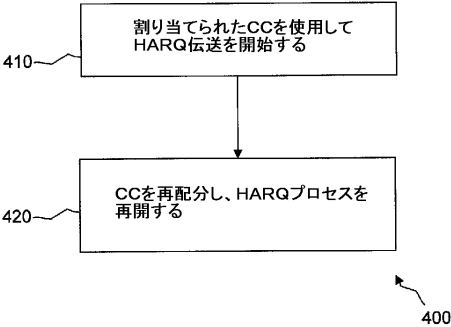 割り当てられたCCを使用して
HARQ伝送を開始する
410
CCを再配分し、HARQプロセスを
再開する
420
400